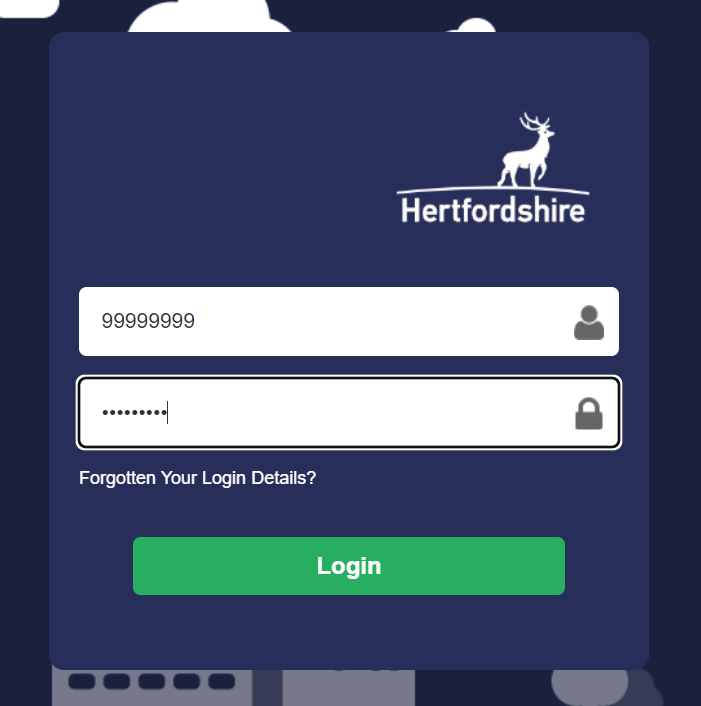 Hertfordshire
99999999
•••••••••
Forgotten Your Login Details?
Login